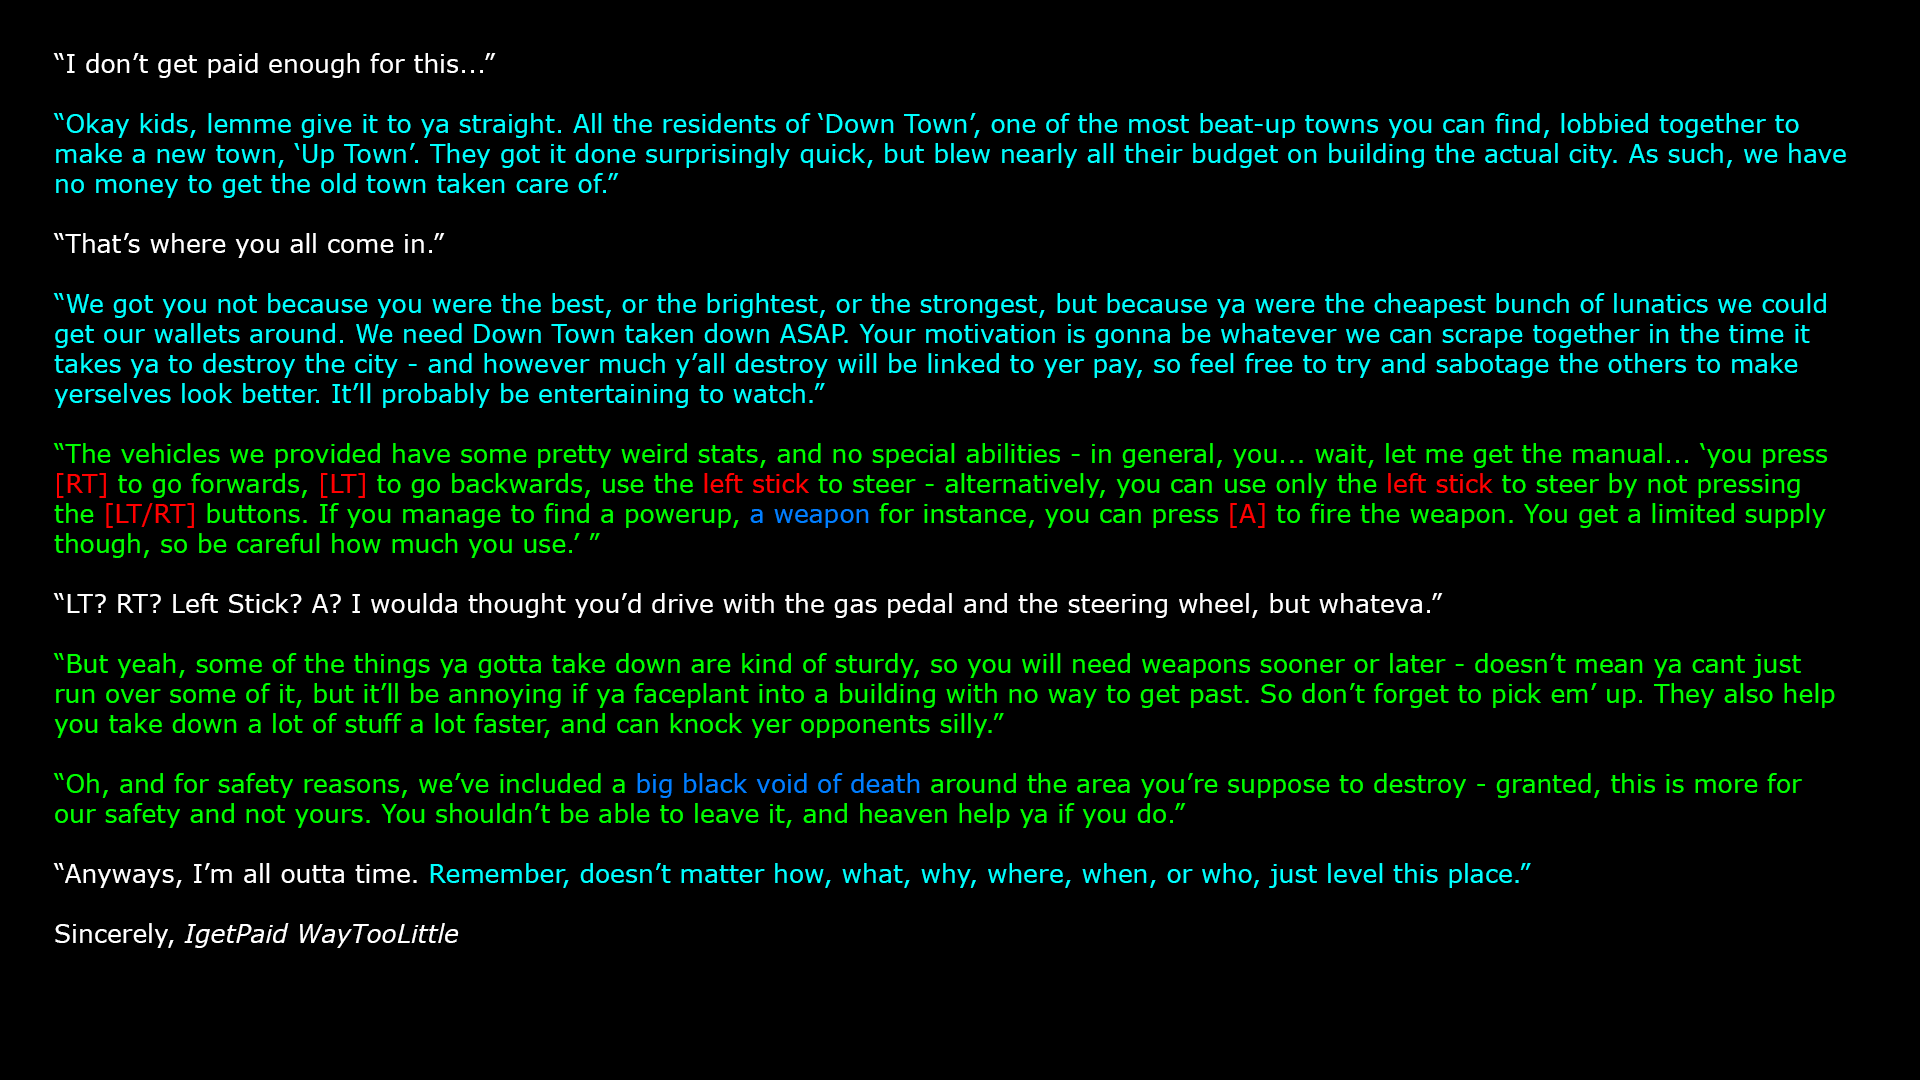 “I don’t get paid enough for this...”
“Okay kids, lemme give it to ya straight. All the residents of ‘Down Town’, one of the most beat-up towns you can find, lobbied together to
make a new town, ‘Up Town’. They got it done surprisingly quick, but blew nearly all their budget on building the actual city. As such, we have
no money to get the old town taken care of.”
“That’s where you all come in.”
“We got you not because you were the best, or the brightest, or the strongest, but because ya were the cheapest bunch of lunatics we could
get our wallets around. We need Down Town taken down ASAP. Your motivation is gonna be whatever we can scrape together in the time it
takes ya to destroy the city - and however much y’all destroy will be linked to yer pay, so feel free to try and sabotage the others to make
yerselves look better. It’ll probably be entertaining to watch.”
“The vehicles we provided have some pretty weird stats, and no special abilities - in general, you... wait, let me get the manual... ‘you press
[RT] to go forwards, [LT] to go backwards, use the left stick to steer - alternatively, you can use only the left stick to steer by not pressing
the [LT/RT] buttons. If you manage to find a powerup, a weapon for instance, you can press [A] to fire the weapon. You get a limited supply
though, so be careful how much you use.’ ”
“LT? RT? Left Stick? A? I woulda thought you’d drive with the gas pedal and the steering wheel, but whateva.”
“But yeah, some of the things ya gotta take down are kind of sturdy, so you will need weapons sooner or later - doesn’t mean ya cant just
run over some of it, but it’ll be annoying if ya faceplant into a building with no way to get past. So don’t forget to pick em’ up. They also help
you take down a lot of stuff a lot faster, and can knock yer opponents silly.”
“Oh, and for safety reasons, we’ve included a big black void of death around the area you’re suppose to destroy - granted, this is more for
our safety and not yours. You shouldn’t be able to leave it, and heaven help ya if you do.”
“Anyways, I’m all outta time. Remember, doesn’t matter how, what, why, where, when, or who, just level this place.”
Sincerely, IgetPaid WayTooLittle